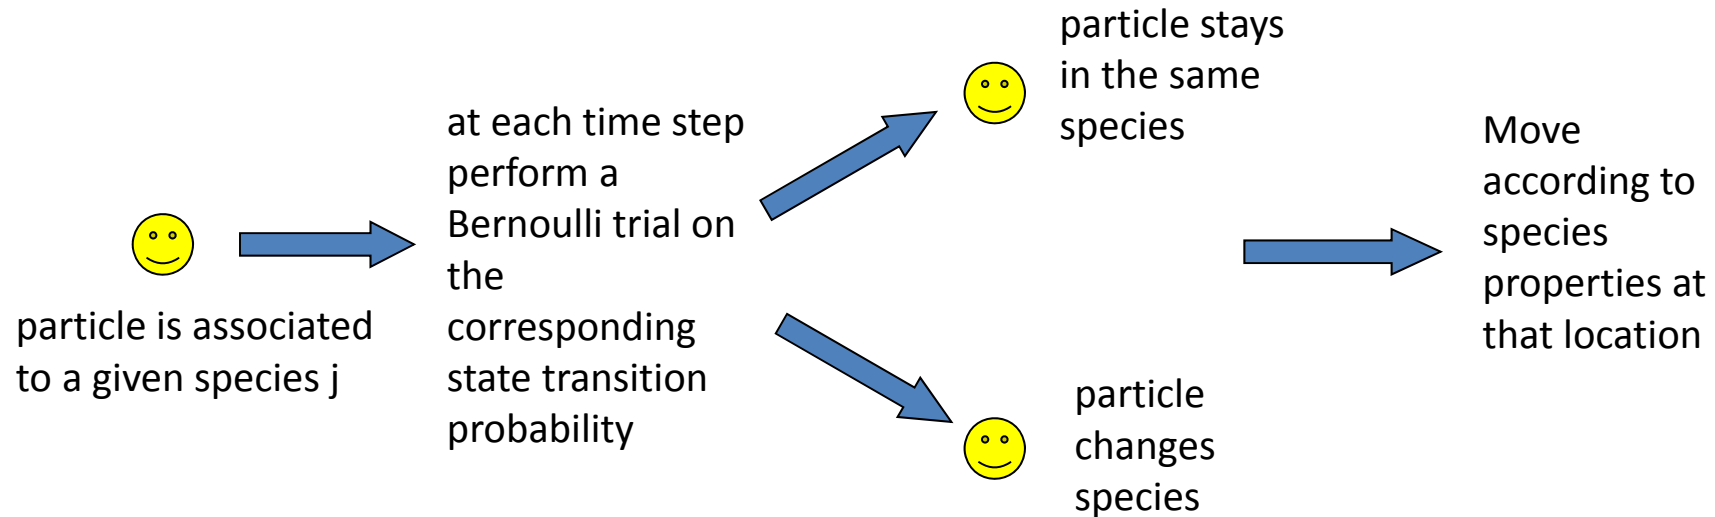 particle is associated
to a given species j
at each time step
perform a
Bernoulli trial on
the
corresponding
state transition
probability
particle stays
in the same
species
particle
changes
species
Move
according to
species
properties at
that location